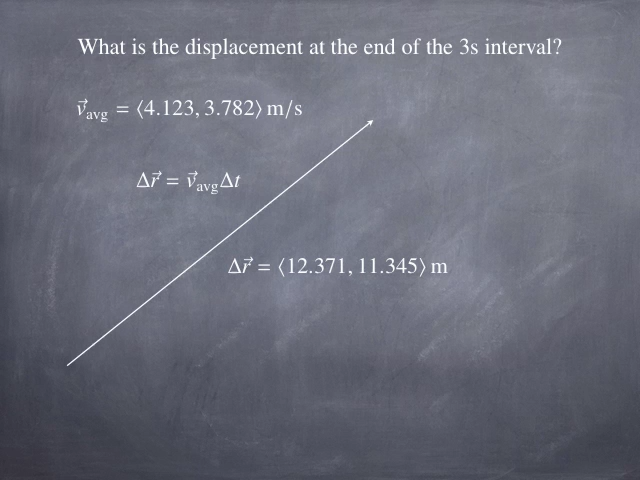 What is the displacement at the end of the 3s interval?
v⃗avg = ⟨4.123, 3.782⟩ m/s
Δr⃗ = v⃗avgΔt
Δr⃗ = ⟨12.371, 11.345⟩ m